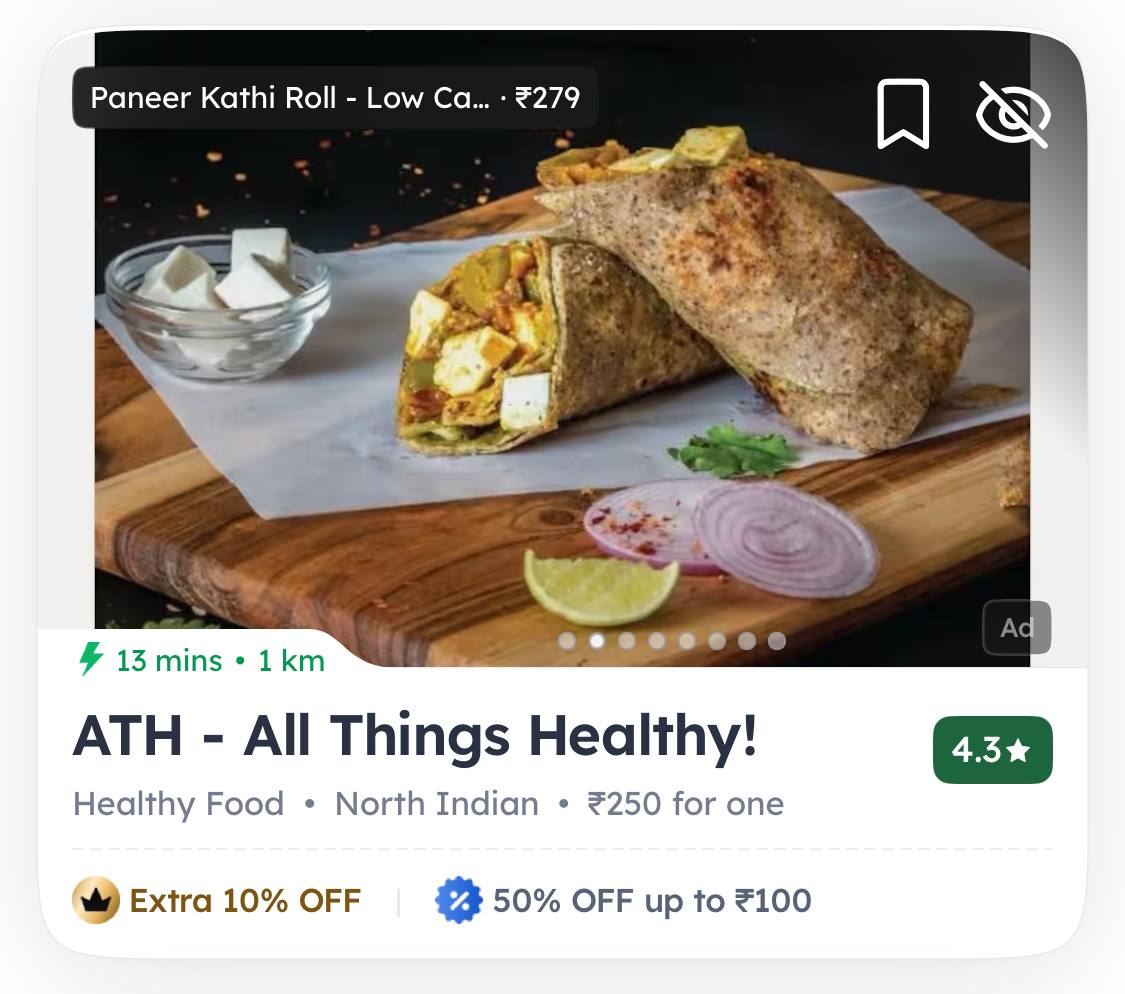 Paneer Kathi Roll - Low Ca... · ₹279
Ad
13 mins • 1 km
ATH - All Things Healthy!
4.3★
Healthy Food • North Indian • ₹250 for one
Extra 10% OFF | 50% OFF up to ₹100